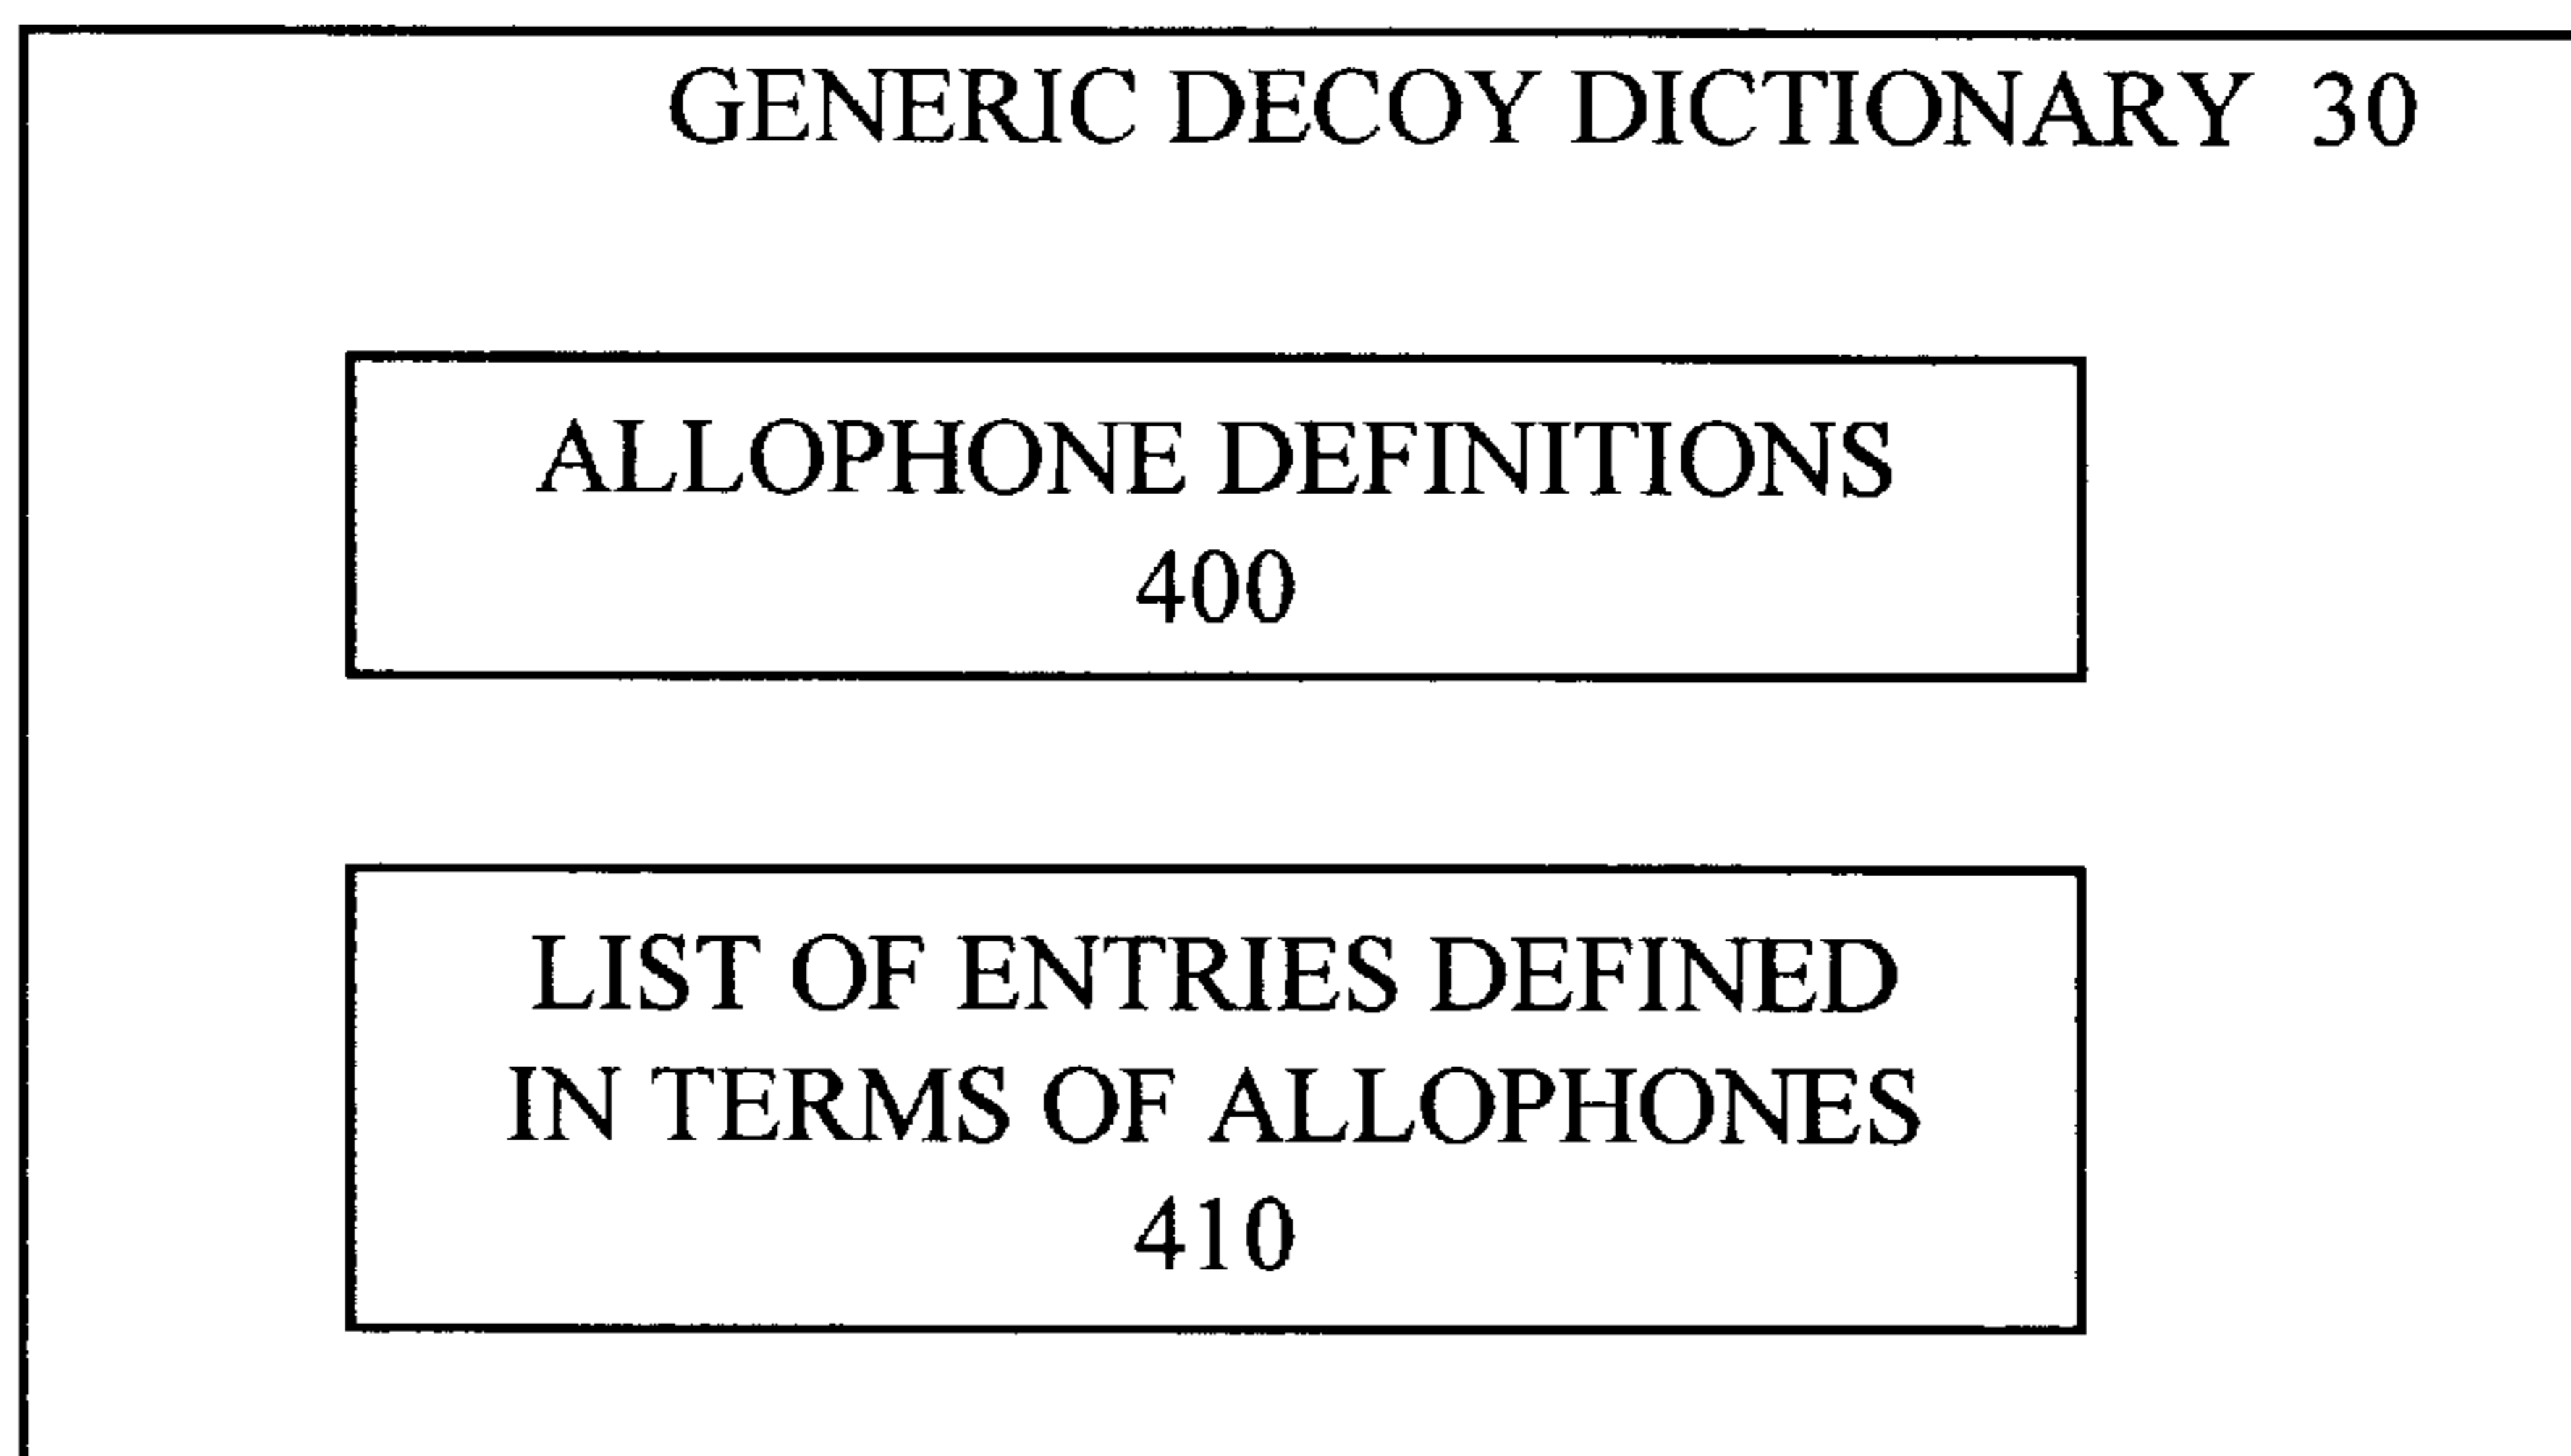 GENERIC DECOY DICTIONARY 30
ALLOPHONE DEFINITIONS
400
LIST OF ENTRIES DEFINED
IN TERMS OF ALLOPHONES
410